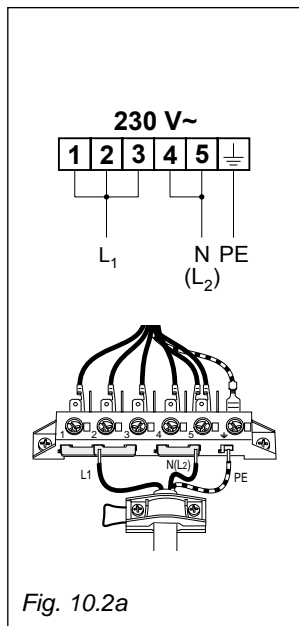 230 V~
1 2 3 4 5
L₁ N PE
(L₂)
1 2 3 4 5
L1 N(L2) PE
Fig. 10.2a